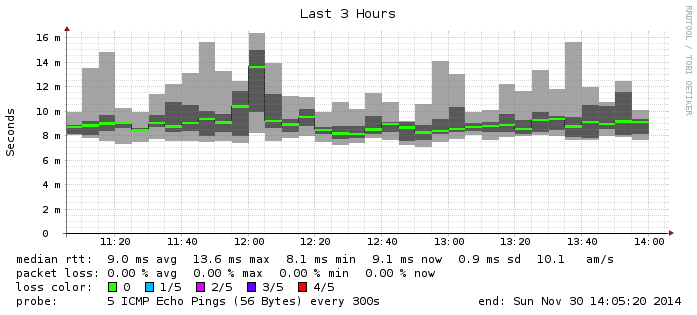 Last 3 Hours
RRDTOOL / TOBI OETIKER
Seconds
16 m
14 m
12 m
10 m
8 m
6 m
4 m
2 m
0
11:20 11:40 12:00 12:20 12:40 13:00 13:20 13:40 14:00
median rtt: 9.0 ms avg 13.6 ms max 8.1 ms min 9.1 ms now 0.9 ms sd 10.1 am/s
packet loss: 0.00 % avg 0.00 % max 0.00 % min 0.00 % now
loss color: 0 1/5 2/5 3/5 4/5
probe: 5 ICMP Echo Pings (56 Bytes) every 300s end: Sun Nov 30 14:05:20 2014